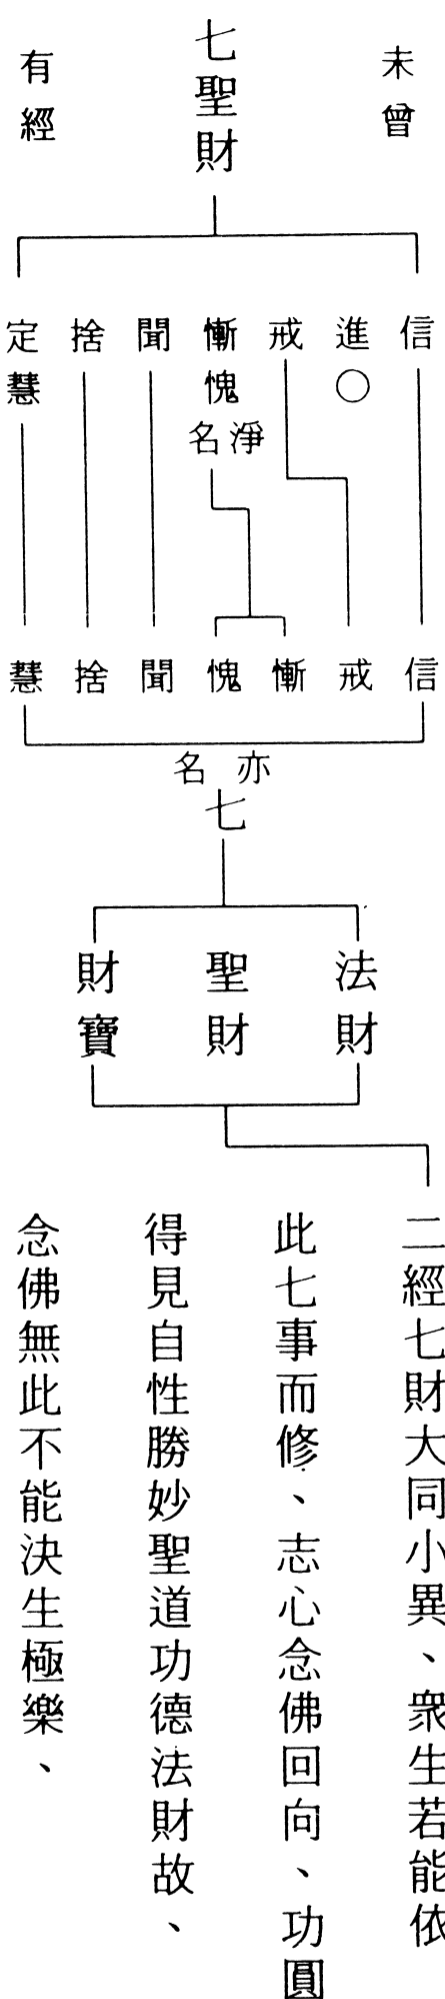 未曾
七聖財
有經
信
進○
戒
慚愧
淨名
聞
捨
定慧
信
戒
慚
愧
聞
捨
慧
亦名
七
法財
聖財
財寶
二經七財大同小異、衆生若能依
此七事而修、志心念佛回向、功圓
得見自性勝妙聖道功德法財故、
念佛無此不能決生極樂、